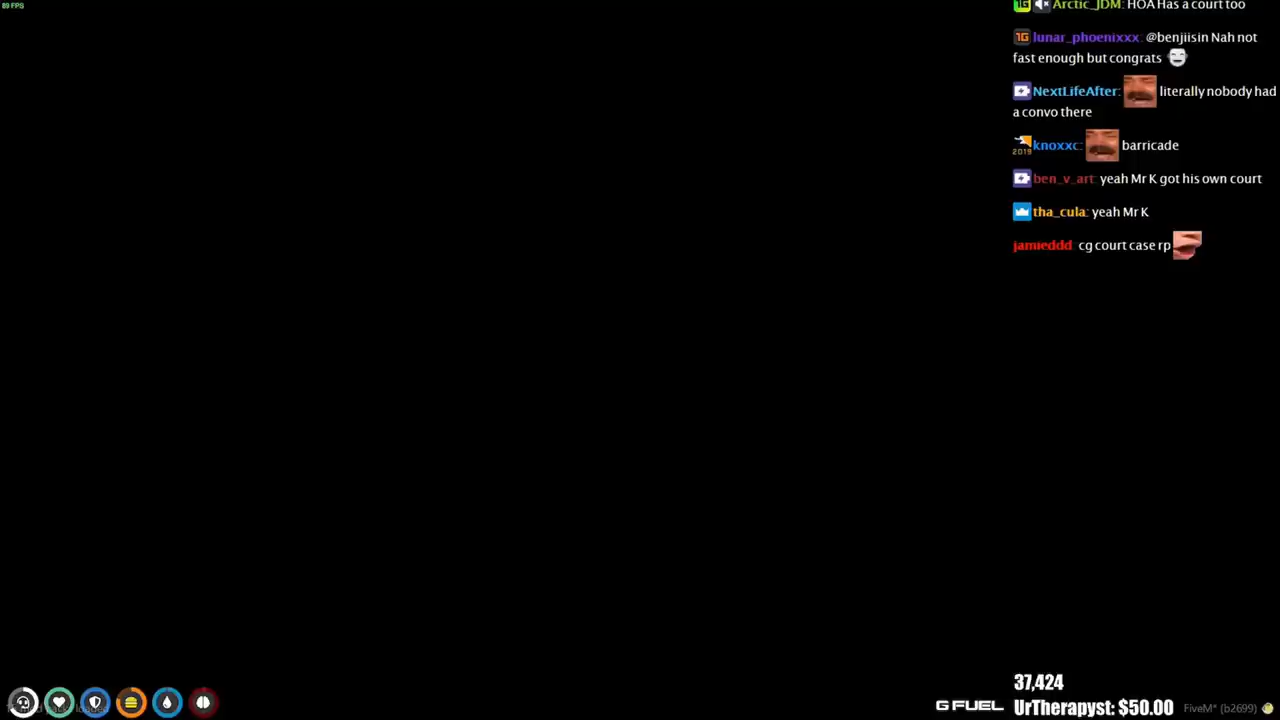 89 FPS
Arctic_JDM: HOA Has a court too
lunar_phoenixxx: @benjiisin Nah not
fast enough but congrats
NextLifeAfter: literally nobody had
a convo there
knoxxc: barricade
ben_v_art: yeah Mr K got his own court
tha_cula: yeah Mr K
jamieddd cg court case rp
37,424
G FUEL
UrTherapyst: $50.00
FiveM* (b2699)